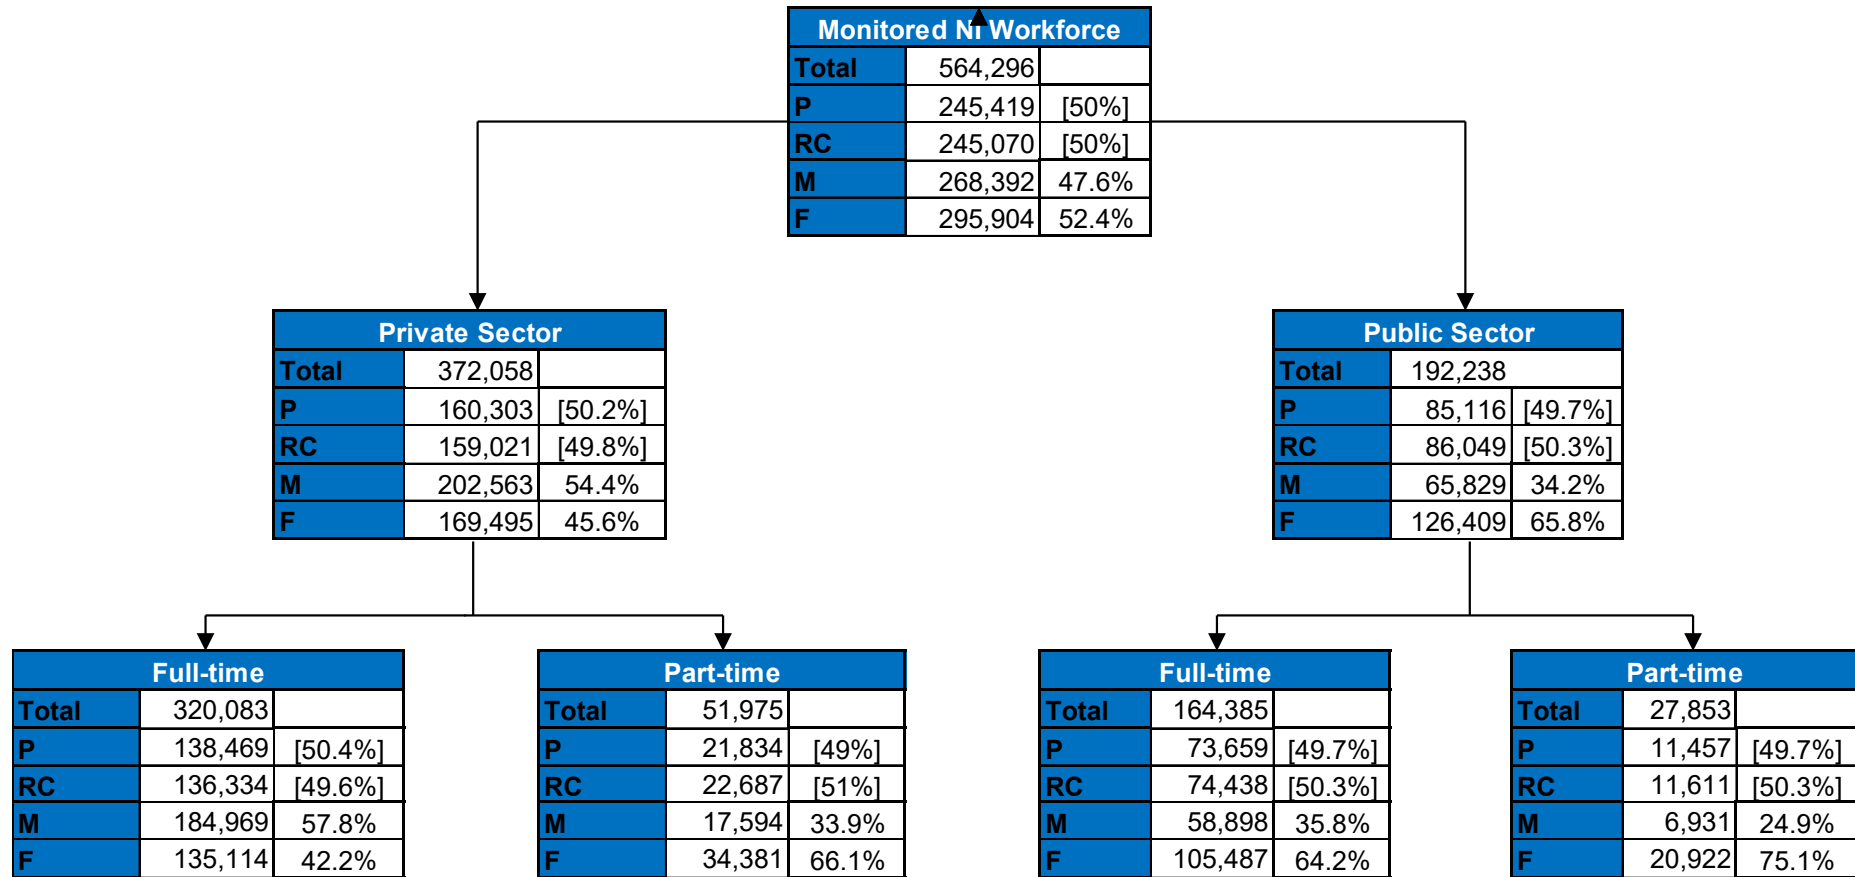 Monitored NI Workforce
Total 564,296
P 245,419 [50%]
RC 245,070 [50%]
M 268,392 47.6%
F 295,904 52.4%
Private Sector
Total 372,058
P 160,303 [50.2%]
RC 159,021 [49.8%]
M 202,563 54.4%
F 169,495 45.6%
Public Sector
Total 192,238
P 85,116 [49.7%]
RC 86,049 [50.3%]
M 65,829 34.2%
F 126,409 65.8%
Full-time
Total 320,083
P 138,469 [50.4%]
RC 136,334 [49.6%]
M 184,969 57.8%
F 135,114 42.2%
Part-time
Total 51,975
P 21,834 [49%]
RC 22,687 [51%]
M 17,594 33.9%
F 34,381 66.1%
Full-time
Total 164,385
P 73,659 [49.7%]
RC 74,438 [50.3%]
M 58,898 35.8%
F 105,487 64.2%
Part-time
Total 27,853
P 11,457 [49.7%]
RC 11,611 [50.3%]
M 6,931 24.9%
F 20,922 75.1%